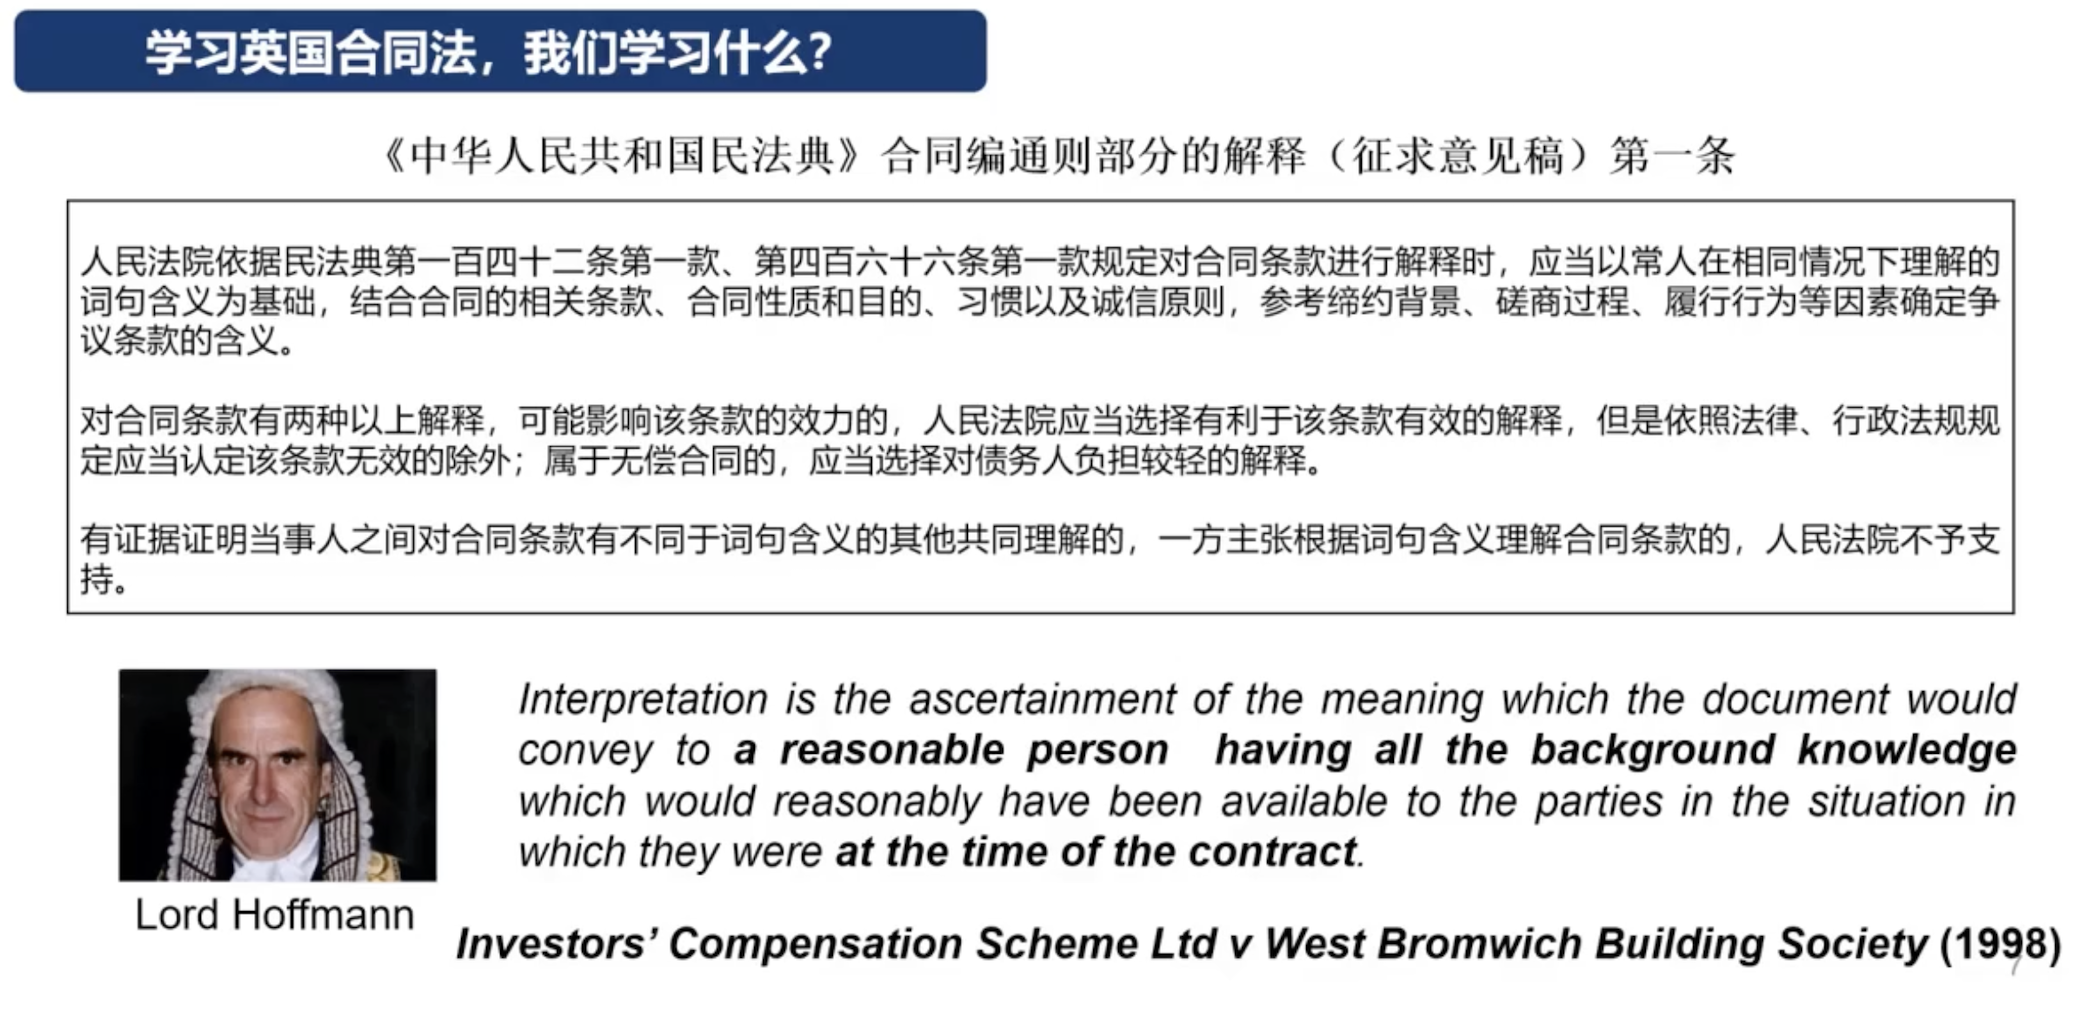 学习英国合同法，我们学习什么？
《中华人民共和国民法典》合同编通则部分的解释（征求意见稿）第一条
人民法院依据民法典第一百四十二条第一款、第四百六十六条第一款规定对合同条款进行解释时，应当以常人在相同情况下理解的
词句含义为基础，结合合同的相关条款、合同性质和目的、习惯以及诚信原则，参考缔约背景、磋商过程、履行行为等因素确定争
议条款的含义。
对合同条款有两种以上解释，可能影响该条款的效力的，人民法院应当选择有利于该条款有效的解释，但是依照法律、行政法规规
定应当认定该条款无效的除外；属于无偿合同的，应当选择对债务人负担较轻的解释。
有证据证明当事人之间对合同条款有不同于词句含义的其他共同理解的，一方主张根据词句含义理解合同条款的，人民法院不予支
持。
Interpretation is the ascertainment of the meaning which the document would
convey to a reasonable person having all the background knowledge
which would reasonably have been available to the parties in the situation in
which they were at the time of the contract.
Lord Hoffmann
Investors’ Compensation Scheme Ltd v West Bromwich Building Society (1998)
7